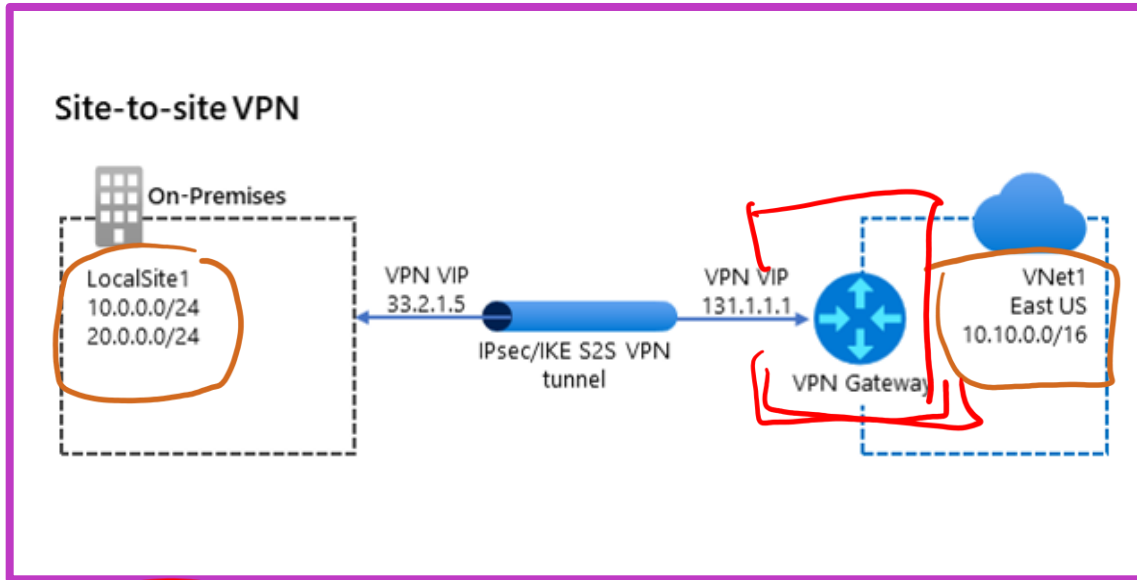 Site-to-site VPN
On-Premises
LocalSite1
10.0.0.0/24
20.0.0.0/24
VPN VIP
33.2.1.5
IPsec/IKE S2S VPN
tunnel
VPN VIP
131.1.1.1
VPN Gateway
VNet1
East US
10.10.0.0/16